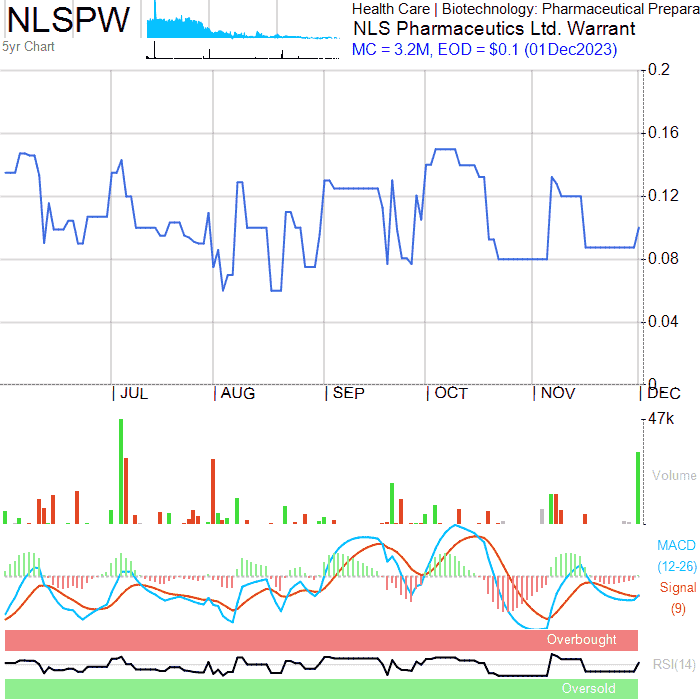 NLSPW
5yr Chart
Health Care | Biotechnology: Pharmaceutical Prepara
NLS Pharmaceutics Ltd. Warrant
MC = 3.2M, EOD = $0.1 (01Dec2023)
0.2
0.16
0.12
0.08
0.04
0
| JUL | AUG | SEP | OCT | NOV | DEC
47k
Volume
MACD
(12-26)
Signal
(9)
Overbought
RSI(14)
Oversold